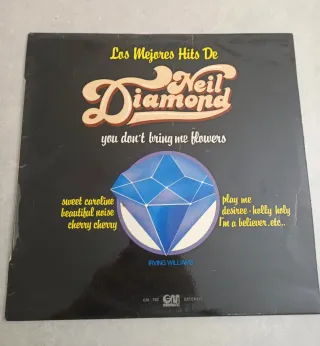 Los Mejores Hits De
Neil
Diamond
you don't bring me flowers
sweet caroline
beautiful noise
cherry cherry
play me
desiree - holly holy
I'm a believer, etc..
IRVING WILLIAMS
GM